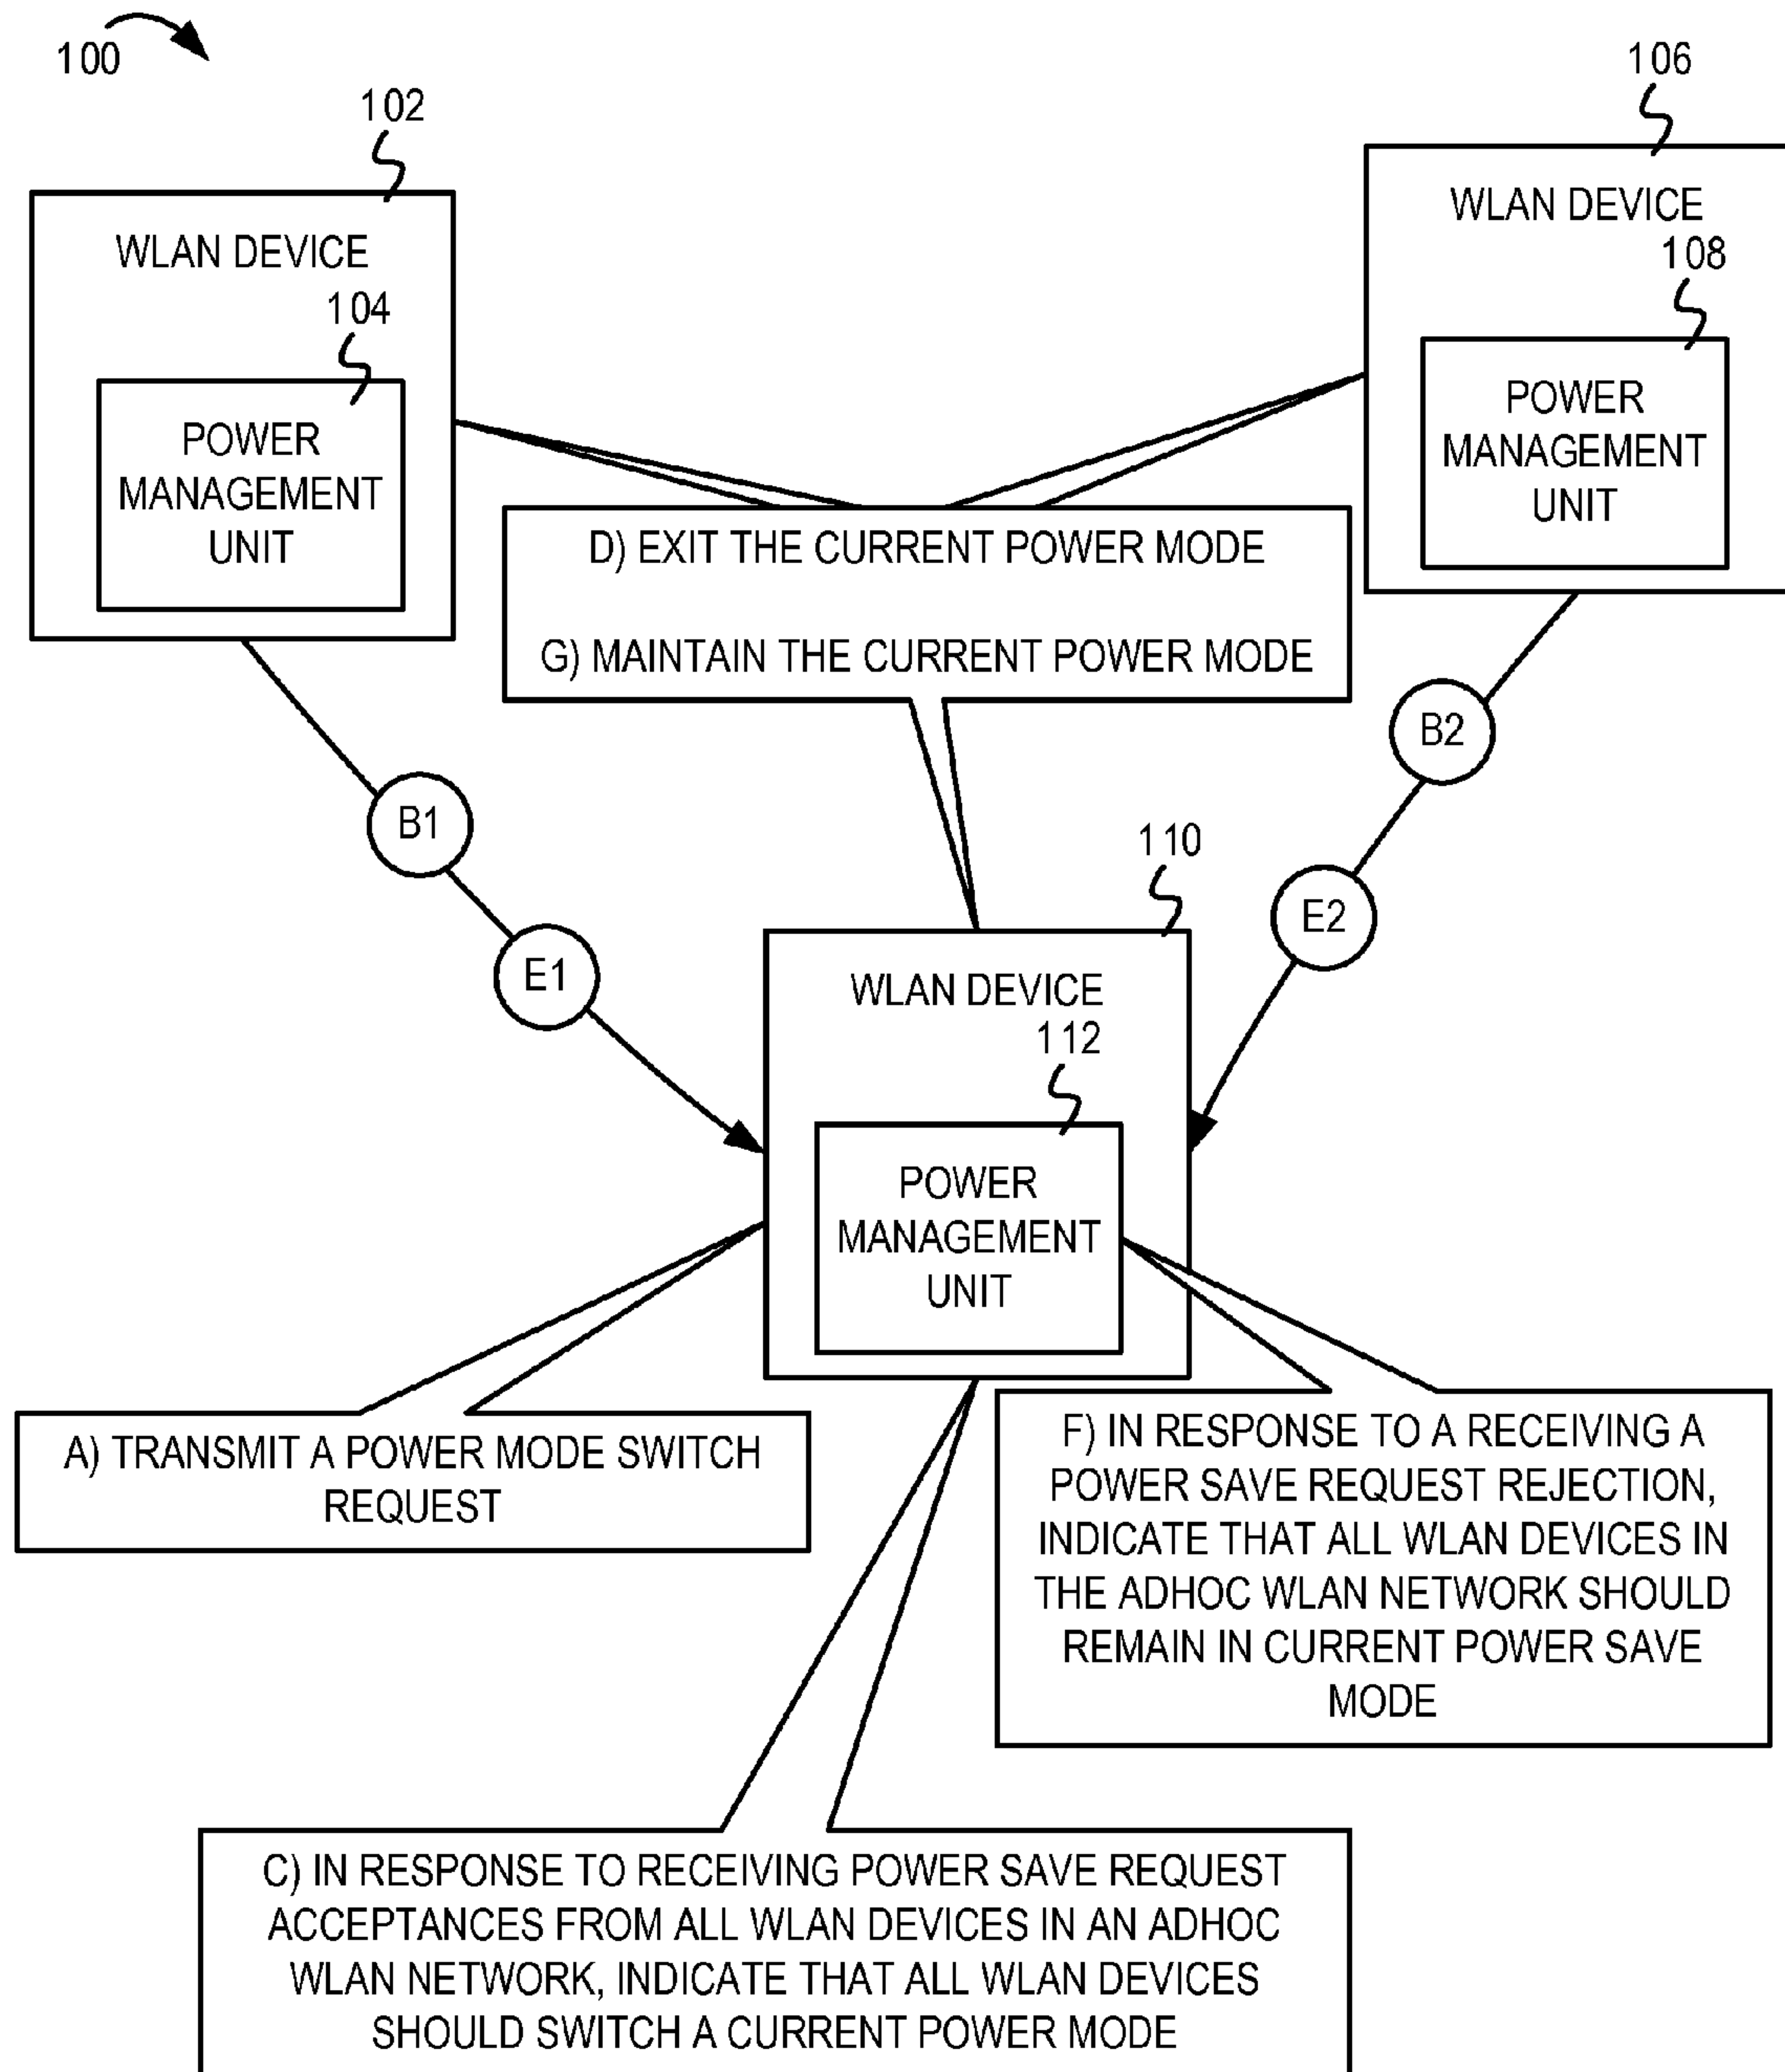 100
102
106
WLAN DEVICE
104
POWER
MANAGEMENT
UNIT
WLAN DEVICE
108
POWER
MANAGEMENT
UNIT
D) EXIT THE CURRENT POWER MODE
G) MAINTAIN THE CURRENT POWER MODE
B1
E1
B2
E2
110
WLAN DEVICE
112
POWER
MANAGEMENT
UNIT
A) TRANSMIT A POWER MODE SWITCH
REQUEST
F) IN RESPONSE TO A RECEIVING A
POWER SAVE REQUEST REJECTION,
INDICATE THAT ALL WLAN DEVICES IN
THE ADHOC WLAN NETWORK SHOULD
REMAIN IN CURRENT POWER SAVE
MODE
C) IN RESPONSE TO RECEIVING POWER SAVE REQUEST
ACCEPTANCES FROM ALL WLAN DEVICES IN AN ADHOC
WLAN NETWORK, INDICATE THAT ALL WLAN DEVICES
SHOULD SWITCH A CURRENT POWER MODE